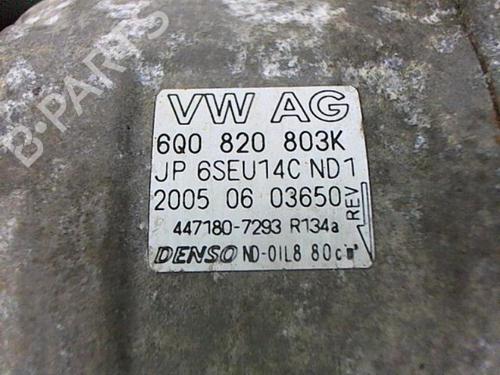 B-PARTS
VW AG
6Q0 820 803K
JP 6SEU14C ND1
2005 06 03650
REV
447180-7293 R134a
DENSO ND-OIL8 80cm³